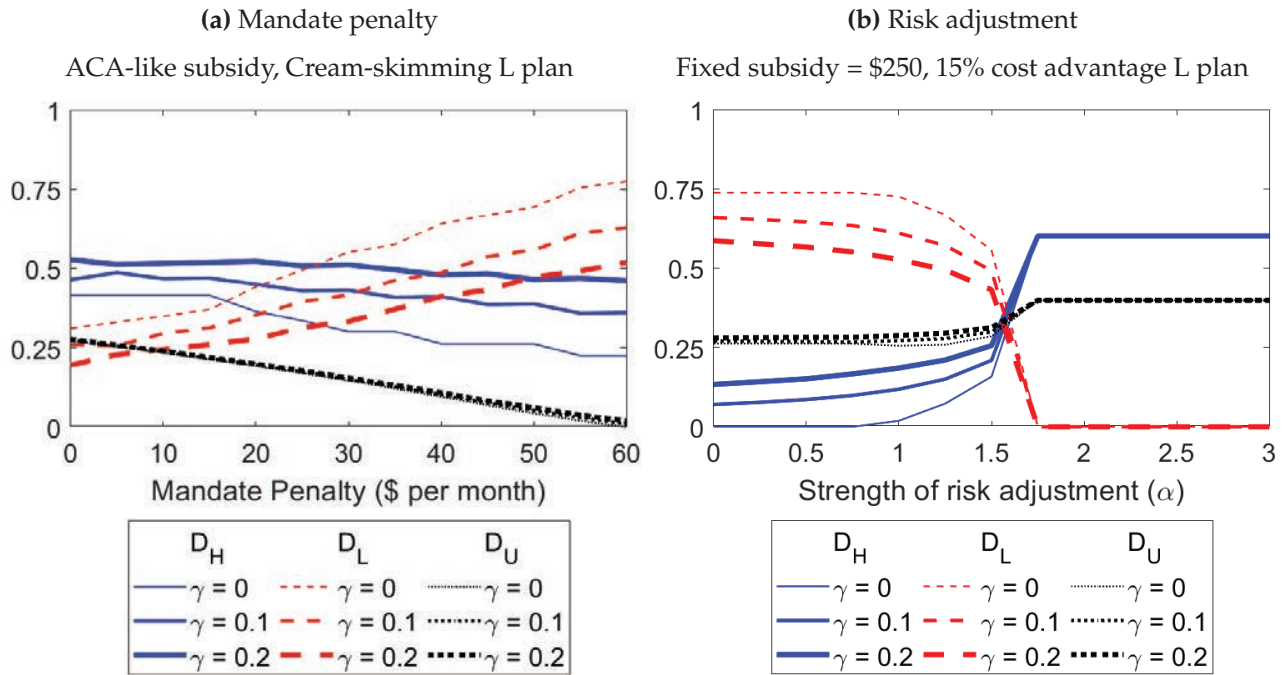 (a) Mandate penalty
ACA-like subsidy, Cream-skimming L plan
1
0.75
0.5
0.25
0
0 10 20 30 40 50 60
Mandate Penalty ($ per month)
D_H D_L D_U
γ = 0 γ = 0 γ = 0
γ = 0.1 γ = 0.1 γ = 0.1
γ = 0.2 γ = 0.2 γ = 0.2
(b) Risk adjustment
Fixed subsidy = $250, 15% cost advantage L plan
1
0.75
0.5
0.25
0
0 0.5 1 1.5 2 2.5 3
Strength of risk adjustment (α)
D_H D_L D_U
γ = 0 γ = 0 γ = 0
γ = 0.1 γ = 0.1 γ = 0.1
γ = 0.2 γ = 0.2 γ = 0.2